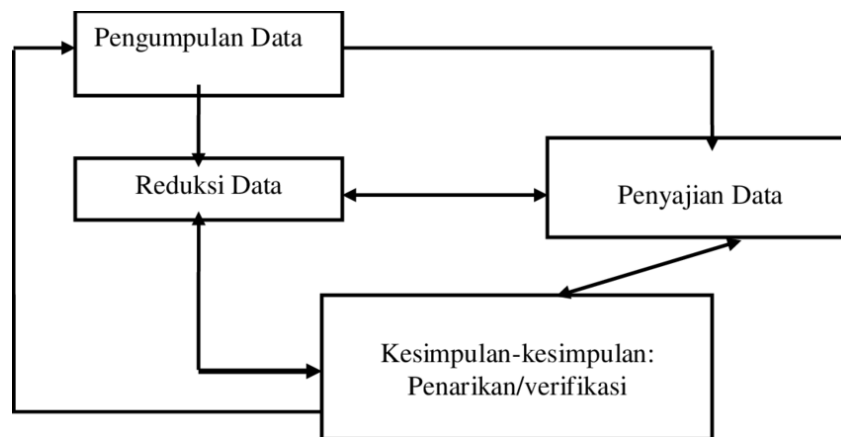 Pengumpulan Data
Reduksi Data
Penyajian Data
Kesimpulan-kesimpulan:
Penarikan/verifikasi